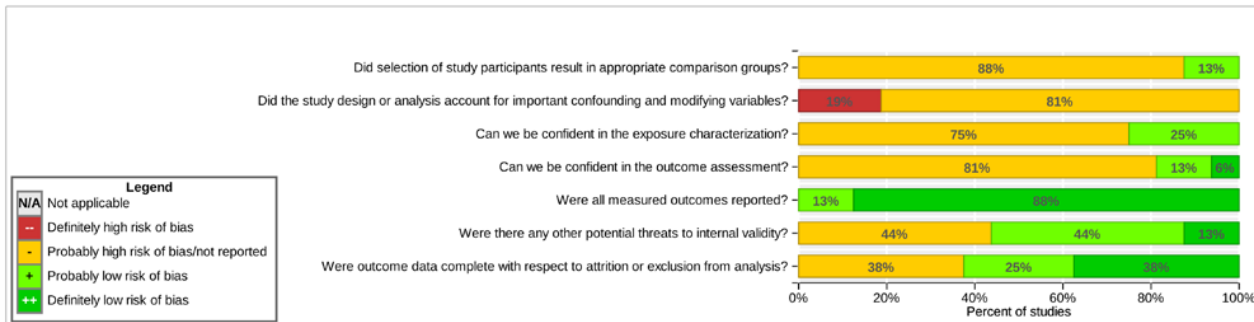 Did selection of study participants result in appropriate comparison groups?
88%
13%
Did the study design or analysis account for important confounding and modifying variables?
19%
81%
Can we be confident in the exposure characterization?
75%
25%
Can we be confident in the outcome assessment?
81%
13%
6%
Were all measured outcomes reported?
13%
88%
Were there any other potential threats to internal validity?
44%
44%
13%
Were outcome data complete with respect to attrition or exclusion from analysis?
38%
25%
38%
0%
20%
40%
60%
80%
100%
Percent of studies
Legend
N/A Not applicable
-- Definitely high risk of bias
- Probably high risk of bias/not reported
+ Probably low risk of bias
++ Definitely low risk of bias